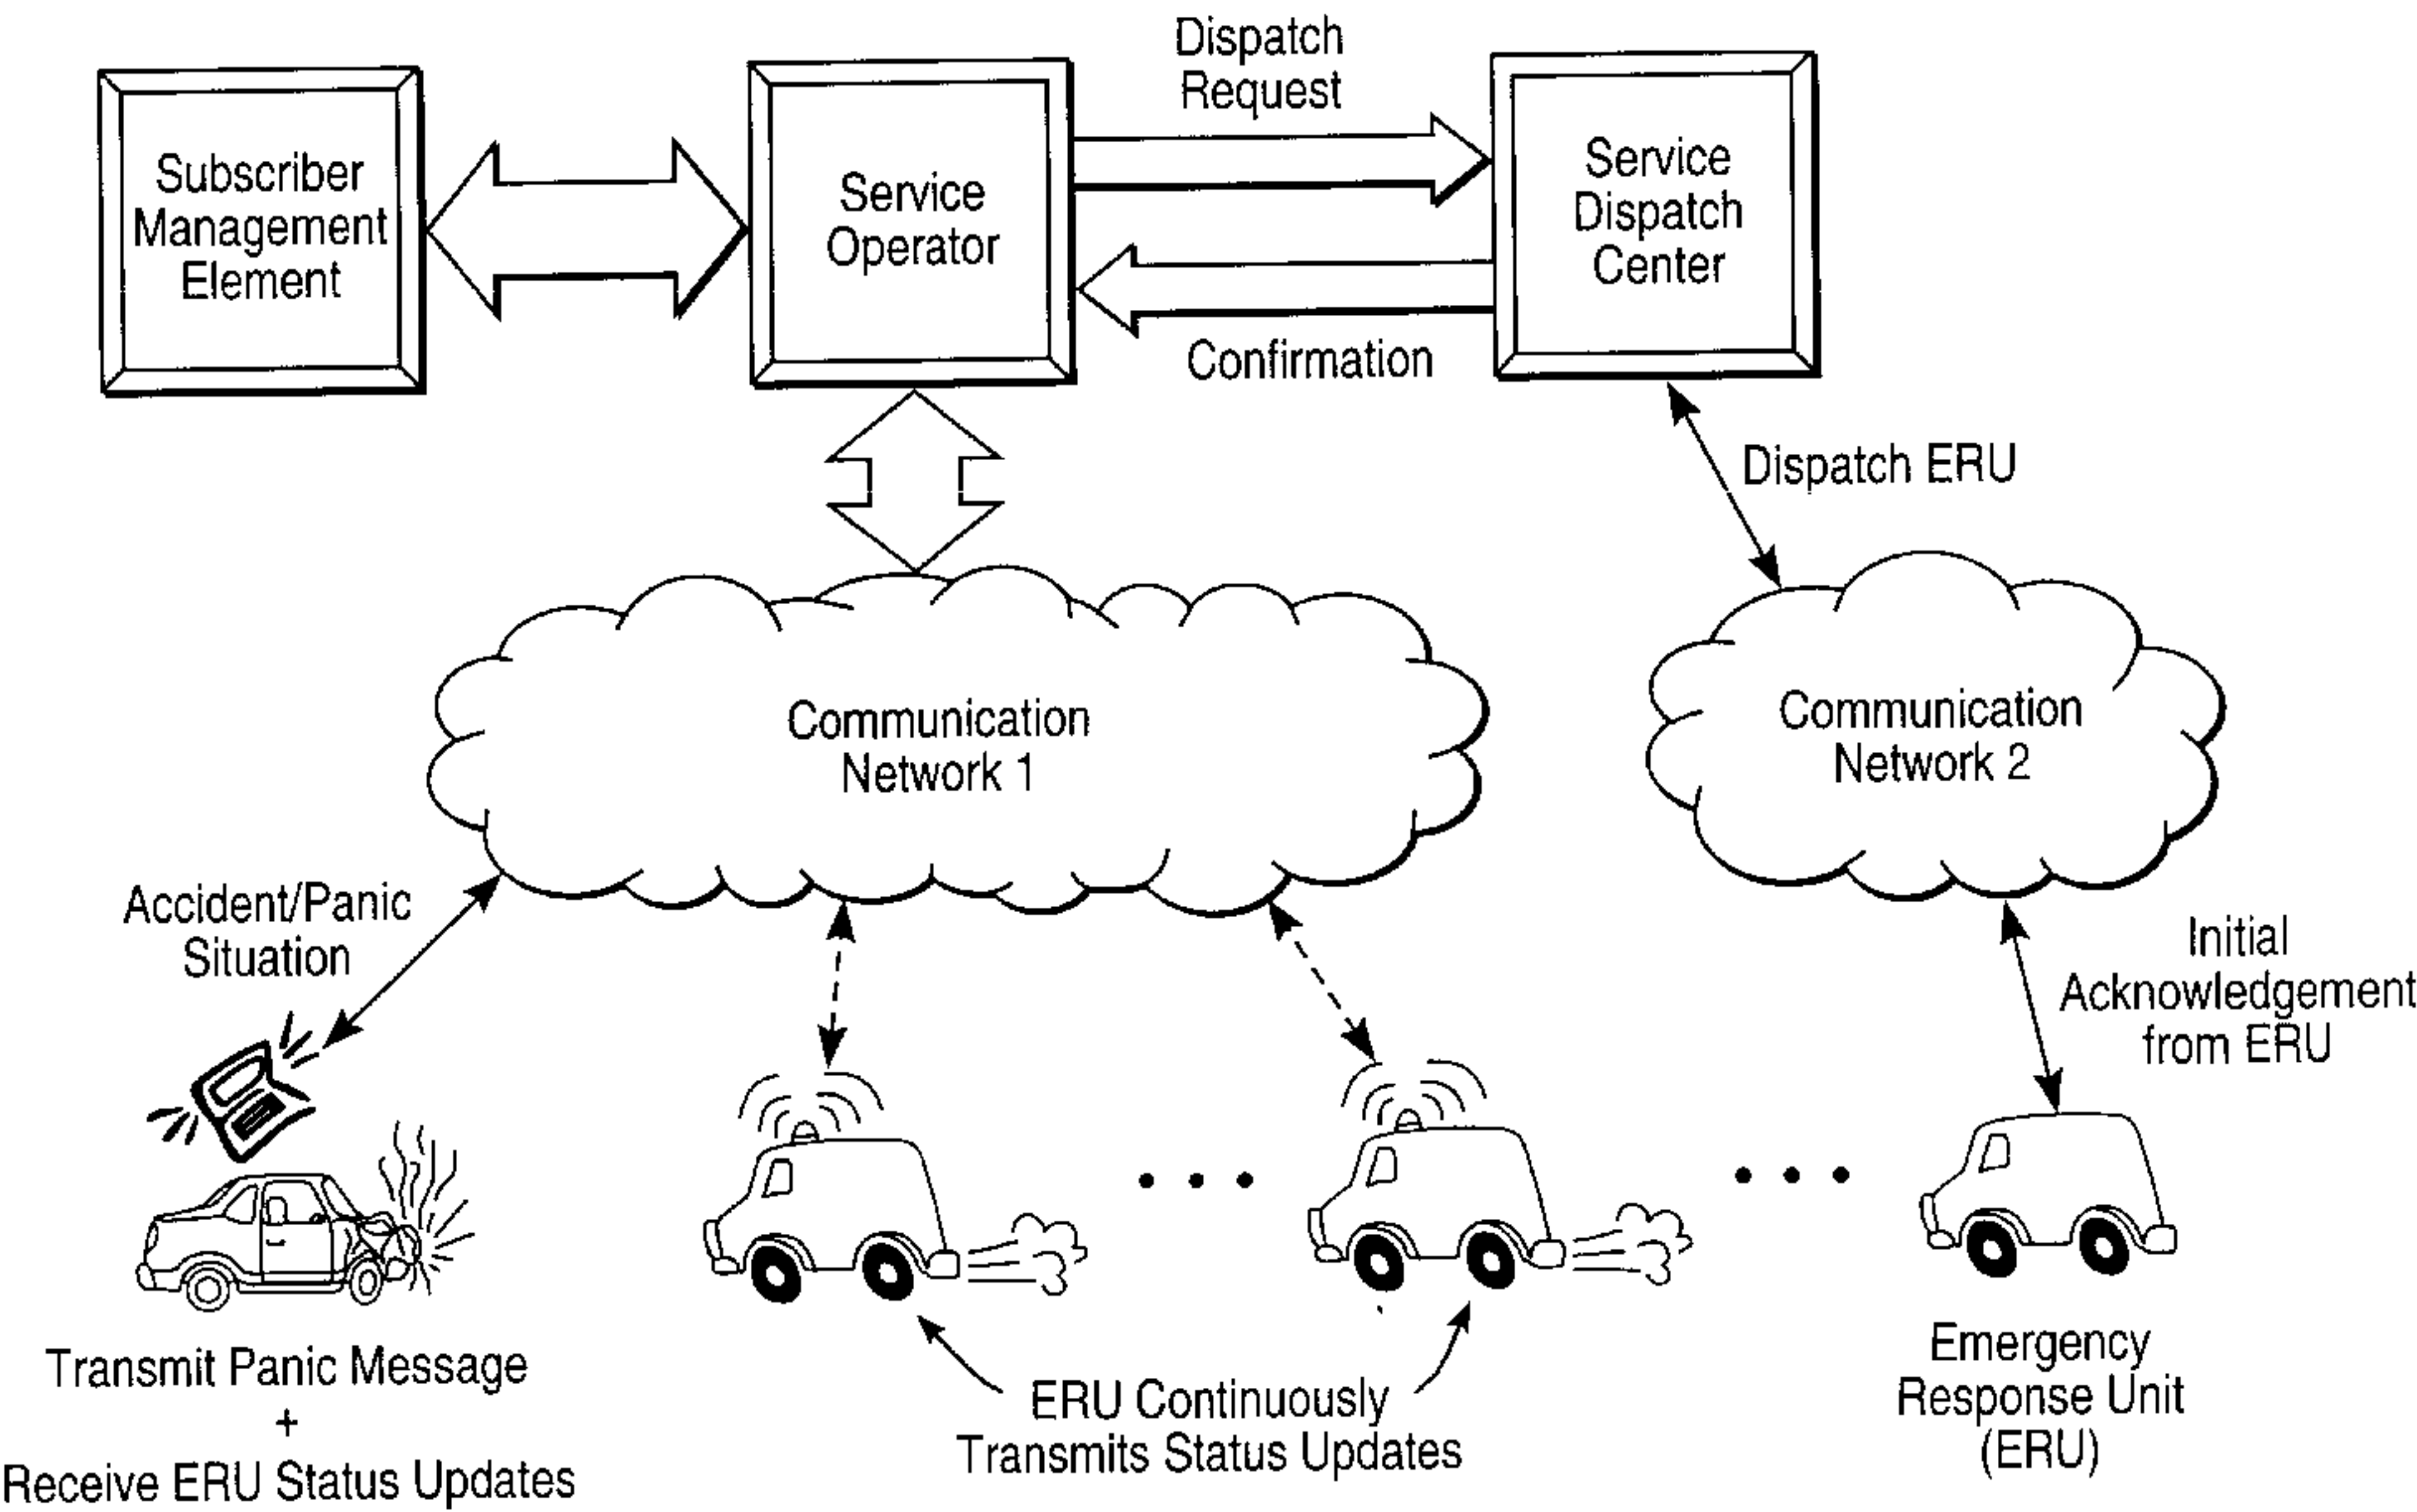 Dispatch
Request
Subscriber
Management
Element
Service
Operator
Service
Dispatch
Center
Confirmation
Dispatch ERU
Communication
Network 1
Communication
Network 2
Accident/Panic
Situation
Initial
Acknowledgement
from ERU
Transmit Panic Message
+
Receive ERU Status Updates
ERU Continuously
Transmits Status Updates
Emergency
Response Unit
(ERU)